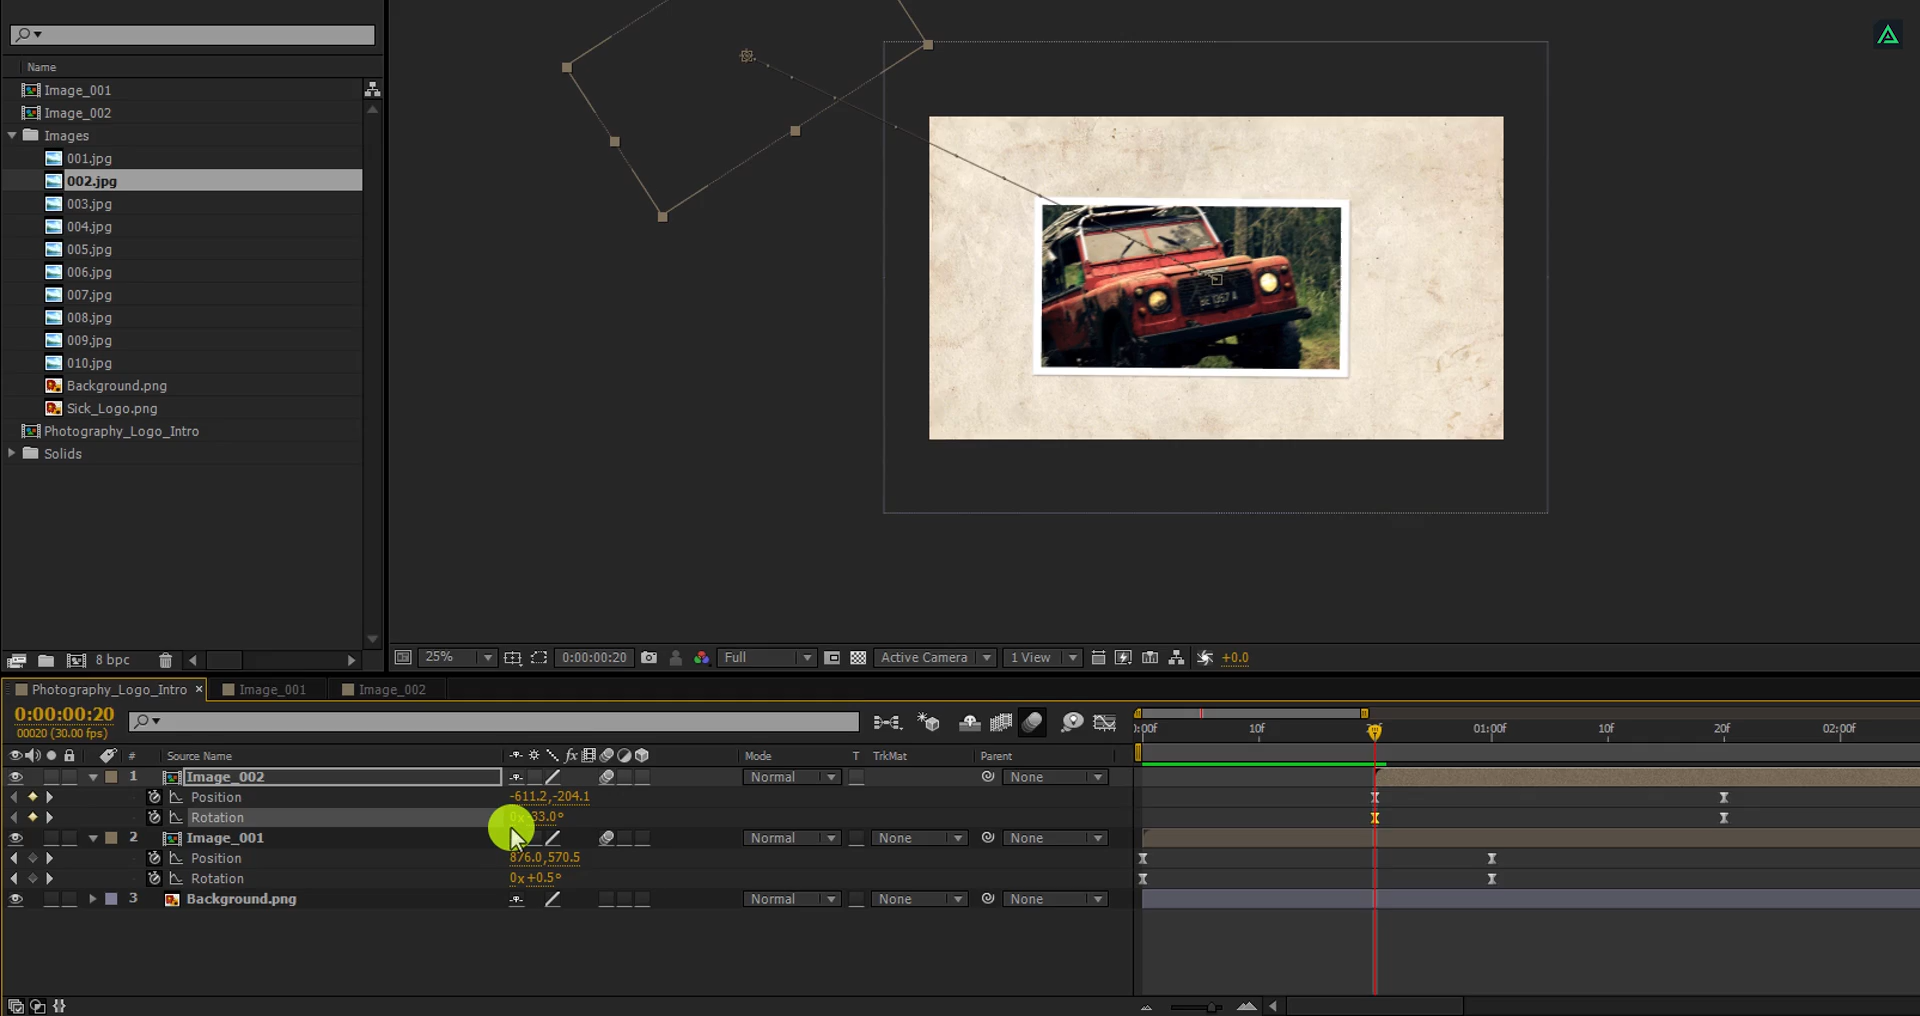 Name
Image_001
Image_002
Images
001.jpg
002.jpg
003.jpg
004.jpg
005.jpg
006.jpg
007.jpg
008.jpg
009.jpg
010.jpg
Background.png
Sick_Logo.png
Photography_Logo_Intro
Solids
8 bpc
25%
0:00:00:20
Full
Active Camera
1 View
+0.0
Photography_Logo_Intro × Image_001 Image_002
0:00:00:20
00020 (30.00 fps)
:00f 10f 01:00f 10f 20f 02:00f
# Source Name fx Mode T TrkMat Parent
1 Image_002 Normal None
Position -611.2,-204.1
Rotation 33.0°
2 Image_001 Normal None None
Position 876.0,570.5
Rotation 0x+0.5°
3 Background.png Normal None None